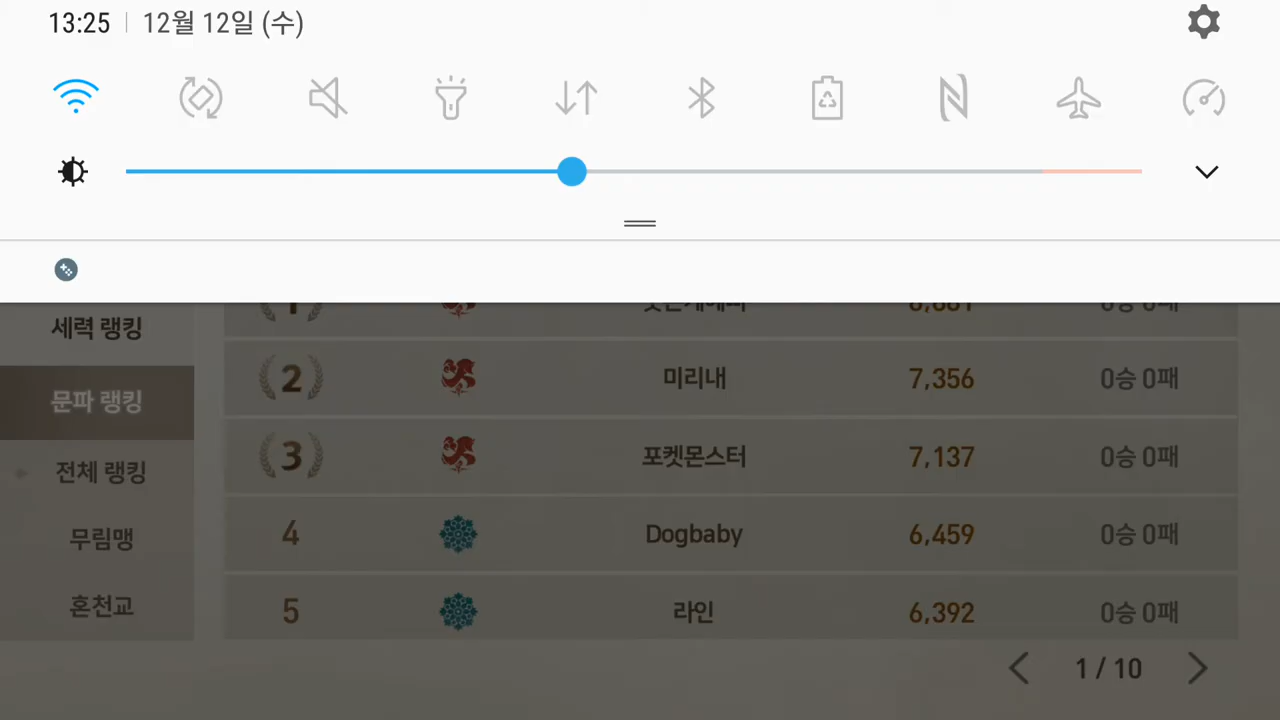 13:25 12월 12일 (수)
세력 랭킹
문파 랭킹
전체 랭킹
무림맹
혼천교
2 미리내 7,356 0승 0패
3 포켓몬스터 7,137 0승 0패
4 Dogbaby 6,459 0승 0패
5 라인 6,392 0승 0패
1 / 10